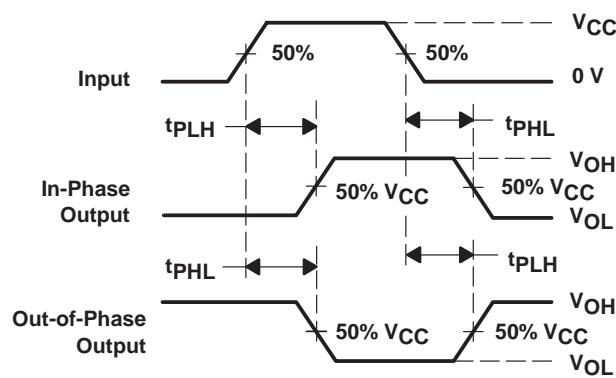 VCC
50%
50%
Input
0 V
tPLH
tPHL
VOH
In-Phase
Output
50% VCC
50% VCC
VOL
tPHL
tPLH
VOH
Out-of-Phase
Output
50% VCC
50% VCC
VOL